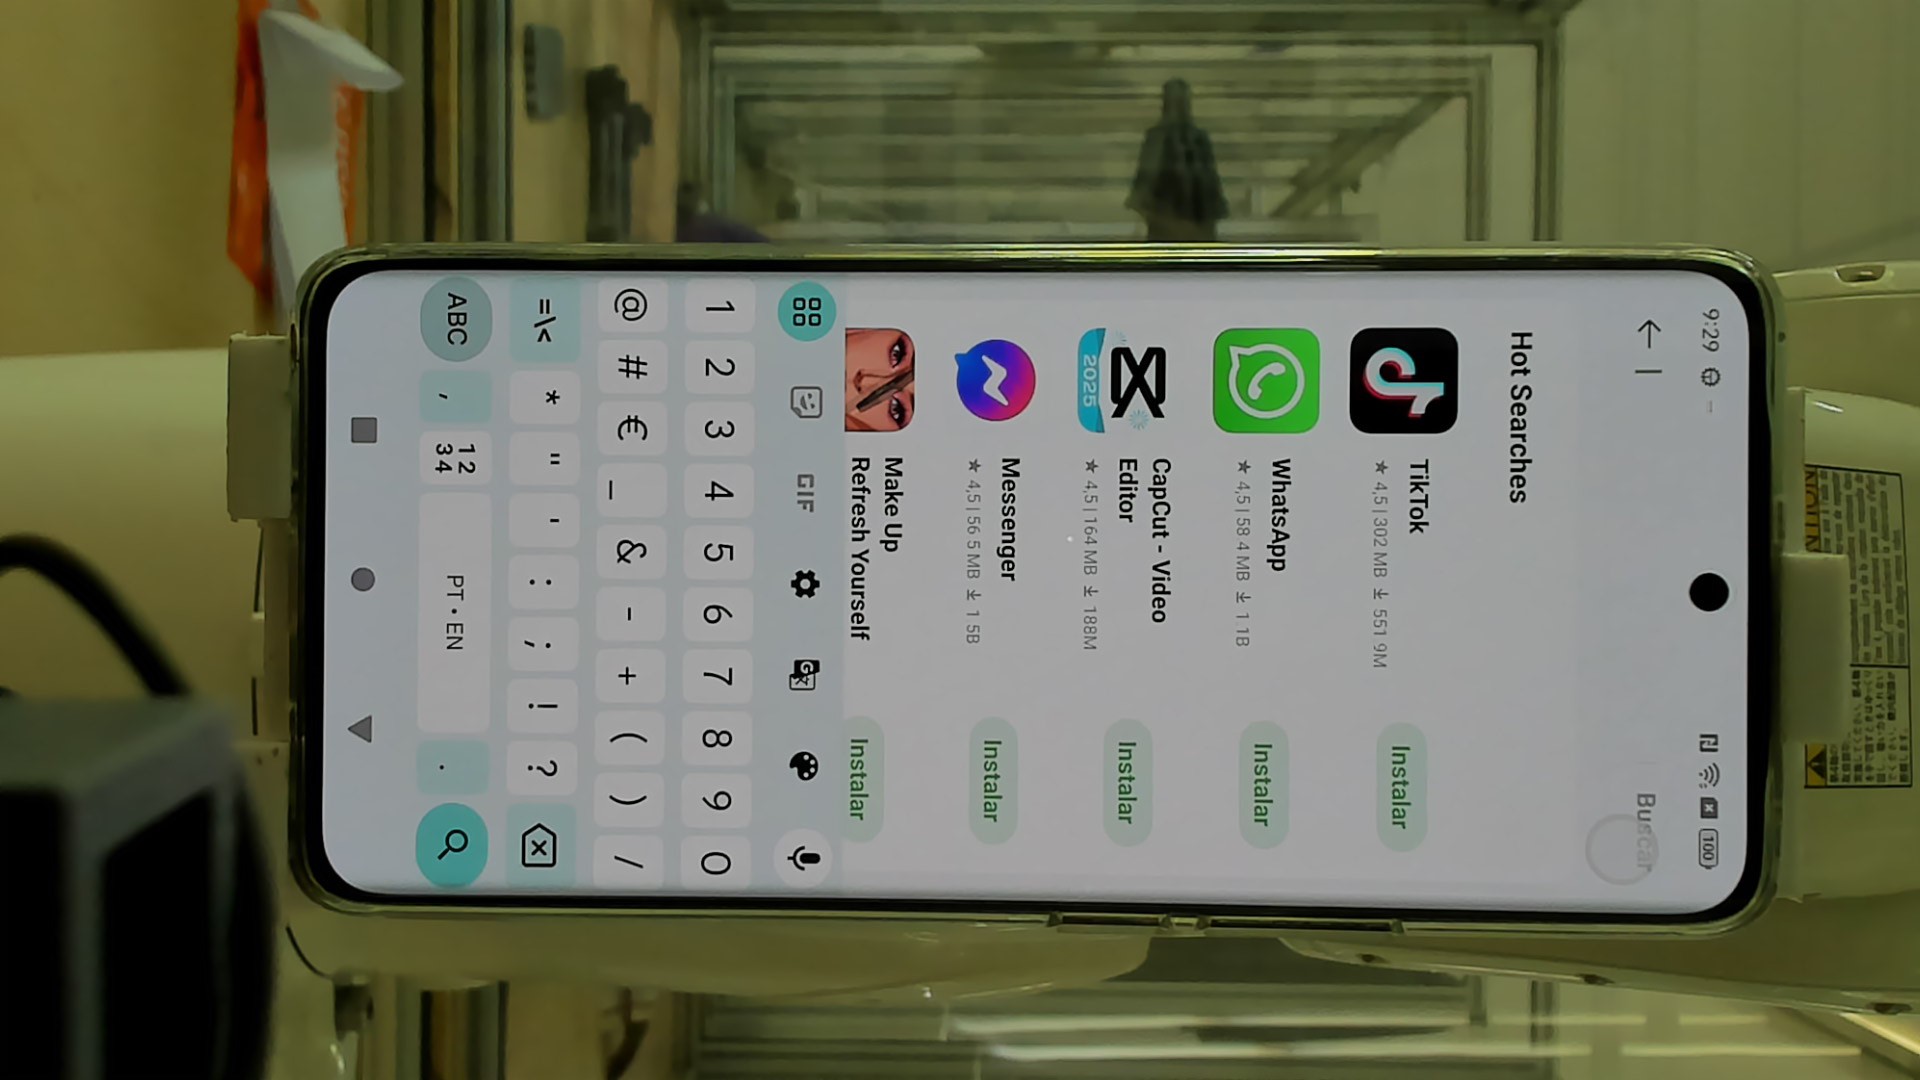 9:29
100
Buscar
Hot Searches
TikTok
★ 4,5 | 302 MB ↓ 551 9M
Instalar
WhatsApp
★ 4,5 | 58 4 MB ↓ 1 1B
Instalar
2025
CapCut - Video
Editor
★ 4,5 | 164 MB ↓ 188M
Instalar
Messenger
★ 4,5 | 56 5 MB ↓ 1 5B
Instalar
Make Up
Refresh Yourself
Instalar
GIF
1 2 3 4 5 6 7 8 9 0
@ # € _ & - + ( ) /
=\< * " ' : ; ! ?
ABC , 12
34 PT • EN .